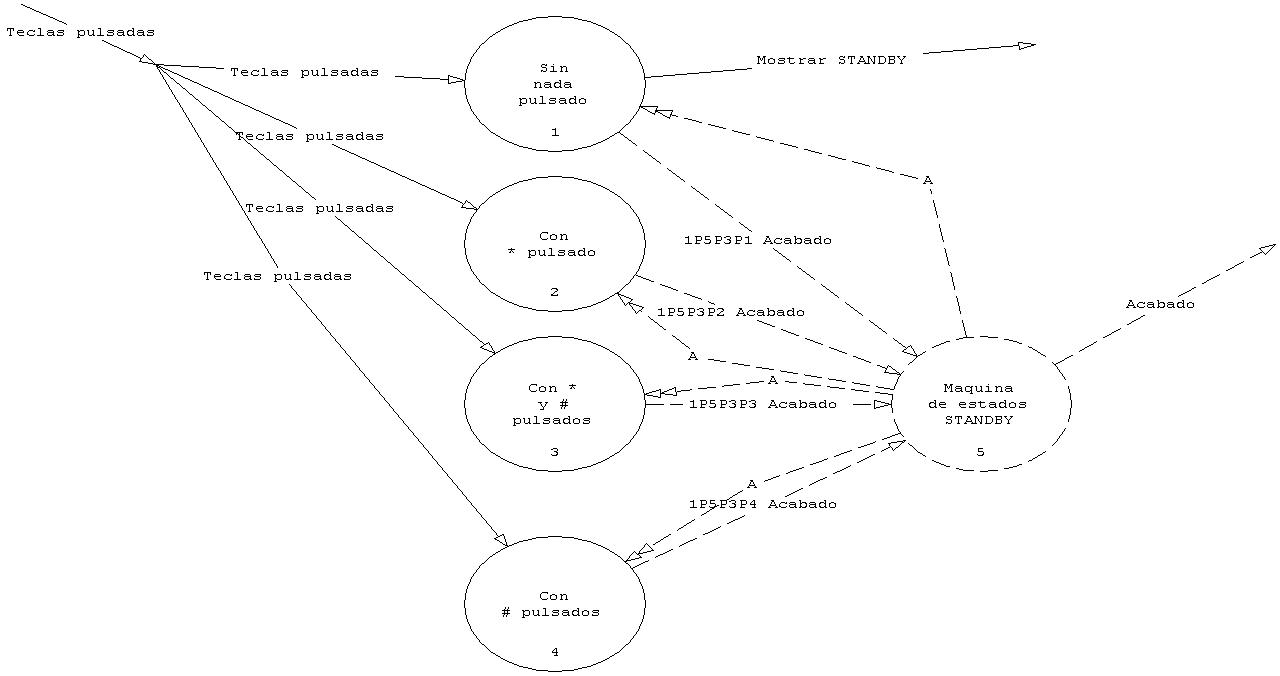 Teclas pulsadas
Teclas pulsadas
Sin
nada
pulsado
1
Mostrar STANDBY
Teclas pulsadas
A
Teclas pulsadas
Con
* pulsado
2
1P5P3P1 Acabado
Teclas pulsadas
1P5P3P2 Acabado
Acabado
A
A
Con *
y #
pulsados
3
1P5P3P3 Acabado
Maquina
de estados
STANDBY
5
A
1P5P3P4 Acabado
Con
# pulsados
4